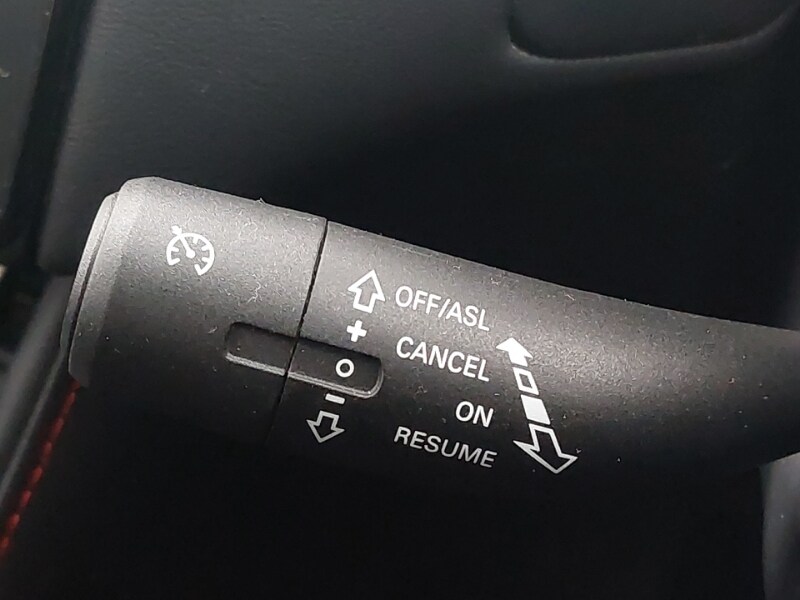 OFF/ASL
+
CANCEL
O
ON
-
RESUME